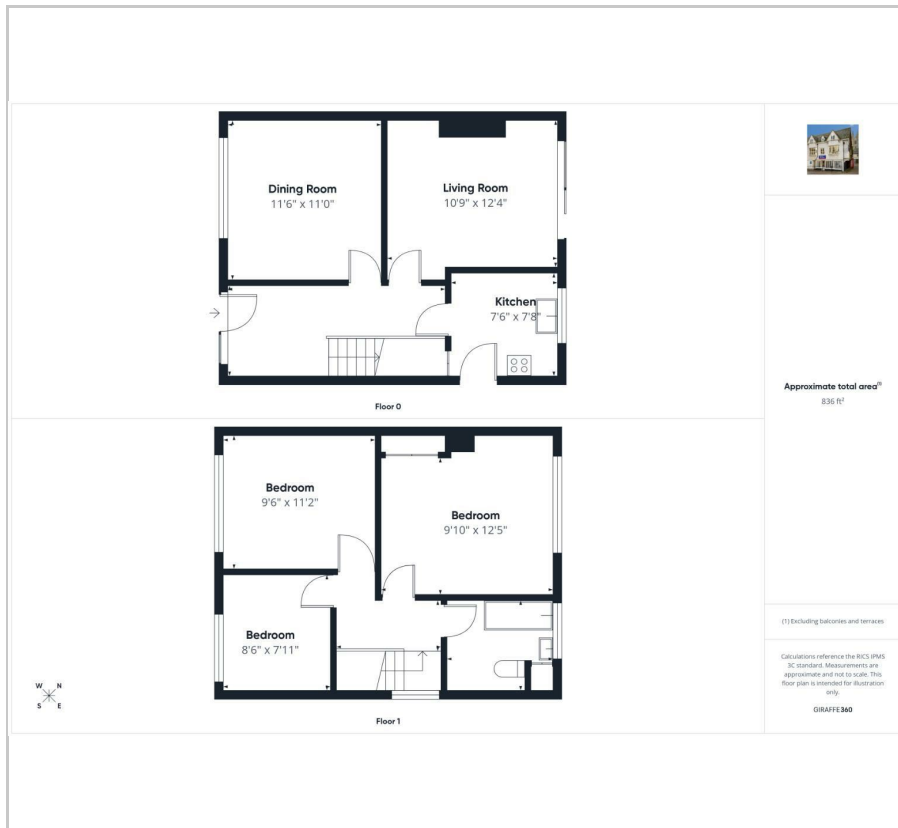 Dining Room
11'6" x 11'0"
Living Room
10'9" x 12'4"
Kitchen
7'6" x 7'8"
Floor 0
Bedroom
9'6" x 11'2"
Bedroom
9'10" x 12'5"
Bedroom
8'6" x 7'11"
Floor 1
W N
S E
Approximate total area(1)
836 ft²
(1) Excluding balconies and terraces
Calculations reference the RICS IPMS
3C standard. Measurements are
approximate and not to scale. This
floor plan is intended for illustration
only.
GIRAFFE360